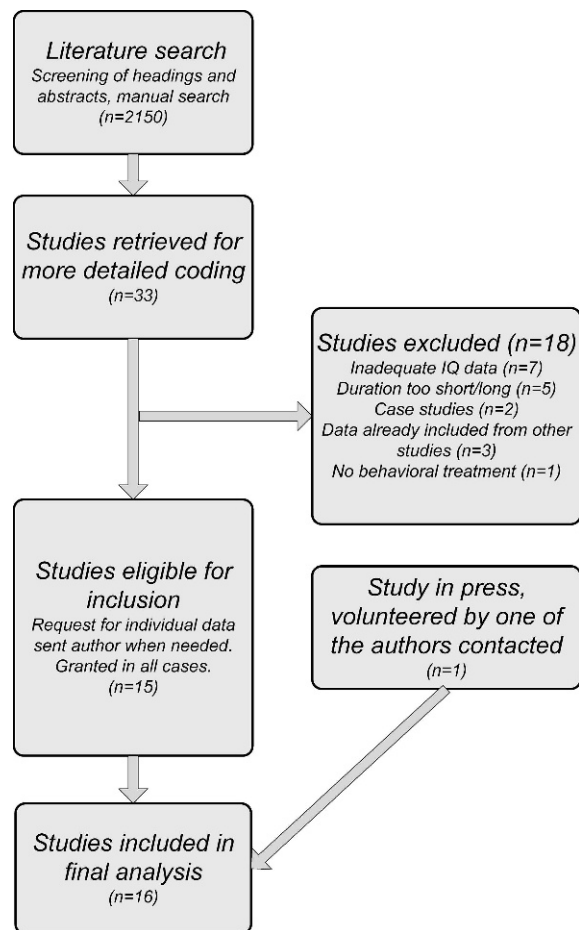 Literature search
Screening of headings and
abstracts, manual search
(n=2150)
Studies retrieved for
more detailed coding
(n=33)
Studies excluded (n=18)
Inadequate IQ data (n=7)
Duration too short/long (n=5)
Case studies (n=2)
Data already included from other
studies (n=3)
No behavioral treatment (n=1)
Studies eligible for
inclusion
Request for individual data
sent author when needed.
Granted in all cases.
(n=15)
Study in press,
volunteered by one of
the authors contacted
(n=1)
Studies included in
final analysis
(n=16)